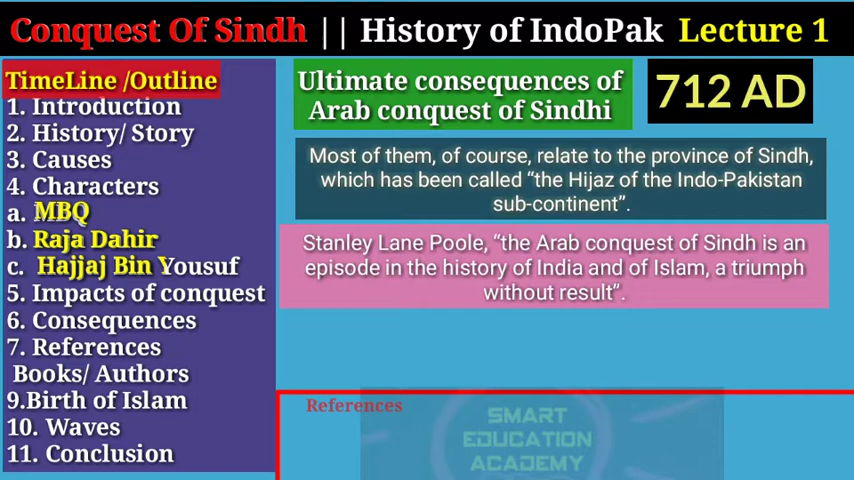 Conquest Of Sindh || History of IndoPak Lecture 1
TimeLine /Outline
1. Introduction
2. History/ Story
3. Causes
4. Characters
a. MBQ
b. Raja Dahir
c. Hajjaj Bin Yousuf
5. Impacts of conquest
6. Consequences
7. References
Books/ Authors
9.Birth of Islam
10. Waves
11. Conclusion
Ultimate consequences of
Arab conquest of Sindhi
712 AD
Most of them, of course, relate to the province of Sindh,
which has been called “the Hijaz of the Indo-Pakistan
sub-continent”.
Stanley Lane Poole, “the Arab conquest of Sindh is an
episode in the history of India and of Islam, a triumph
without result”.
References
SMART
EDUCATION
ACADEMY